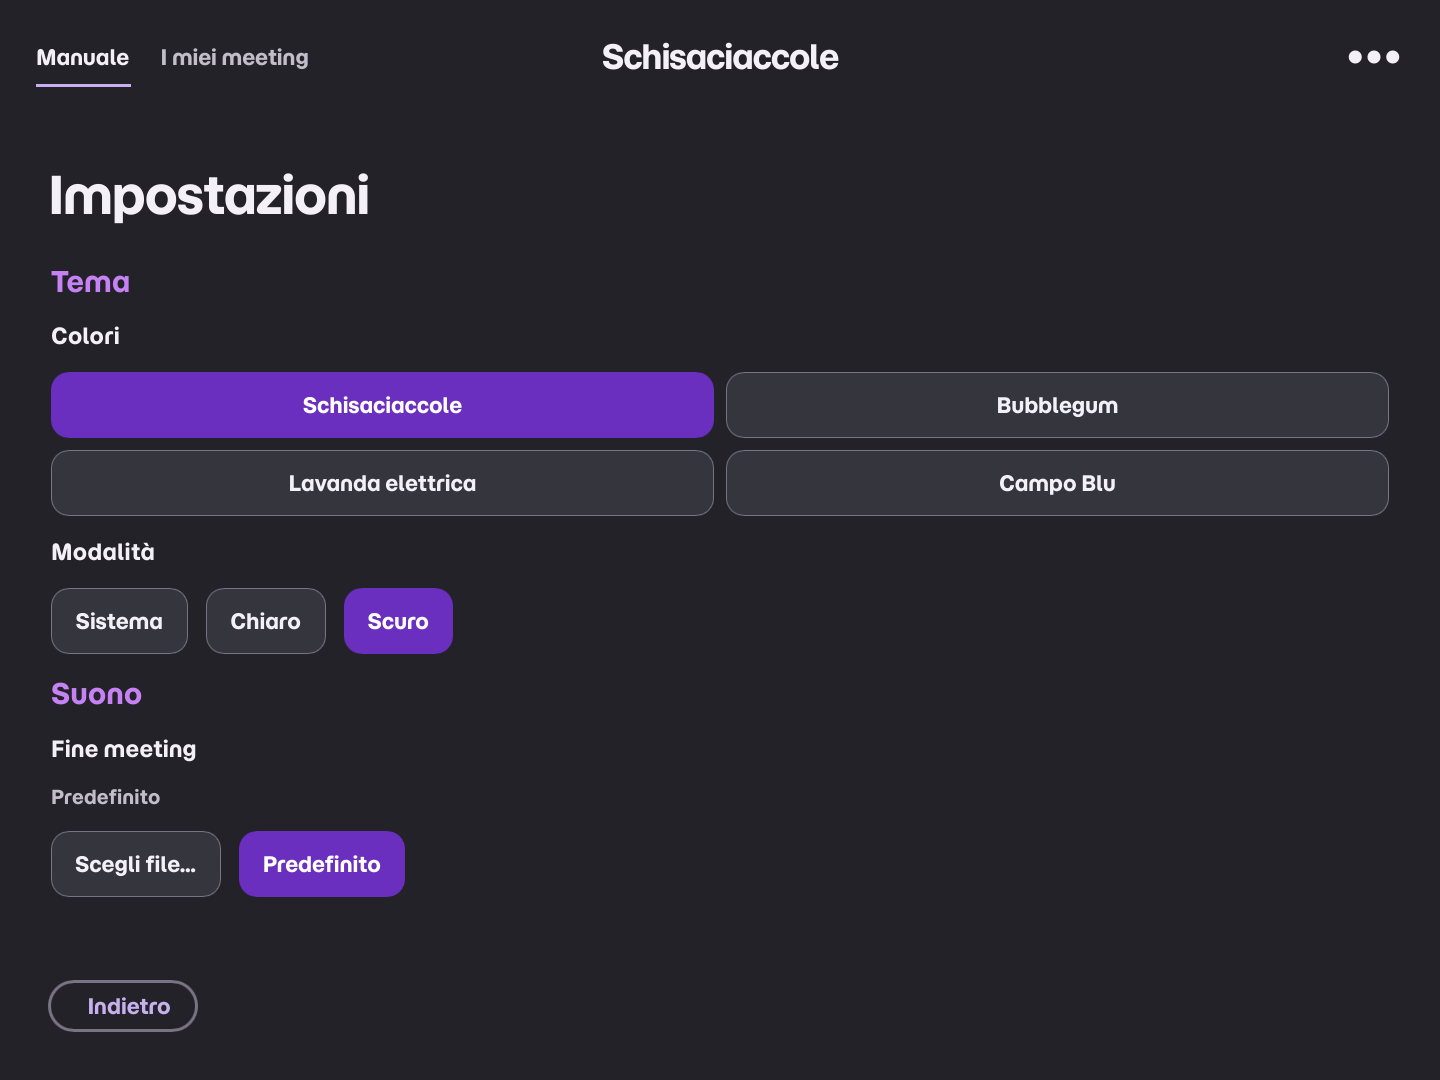 Manuale
I miei meeting
Schisaciaccole
Impostazioni
Tema
Colori
Schisaciaccole
Bubblegum
Lavanda elettrica
Campo Blu
Modalità
Sistema
Chiaro
Scuro
Suono
Fine meeting
Predefinito
Scegli file...
Predefinito
Indietro